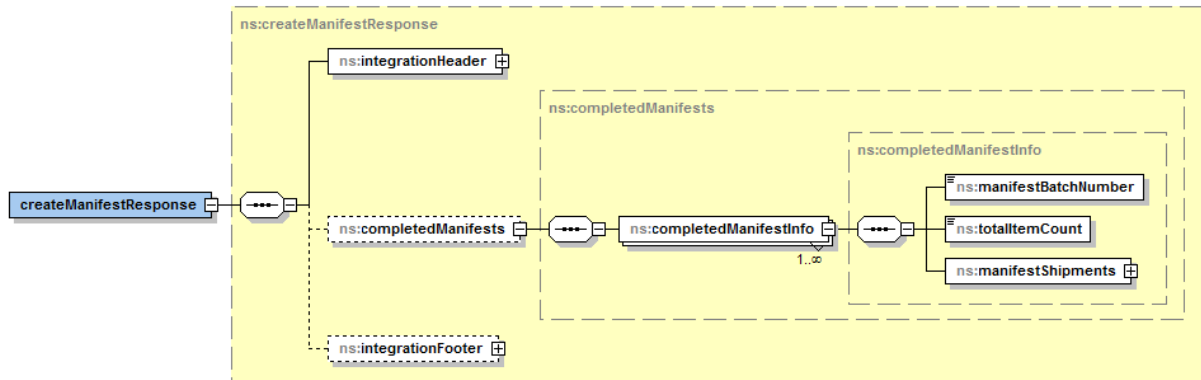 ns:createManifestResponse
ns:integrationHeader
ns:completedManifests
ns:completedManifestInfo
ns:manifestBatchNumber
createManifestResponse
ns:completedManifests
ns:completedManifestInfo
ns:totalItemCount
1..∞
ns:manifestShipments
ns:integrationFooter